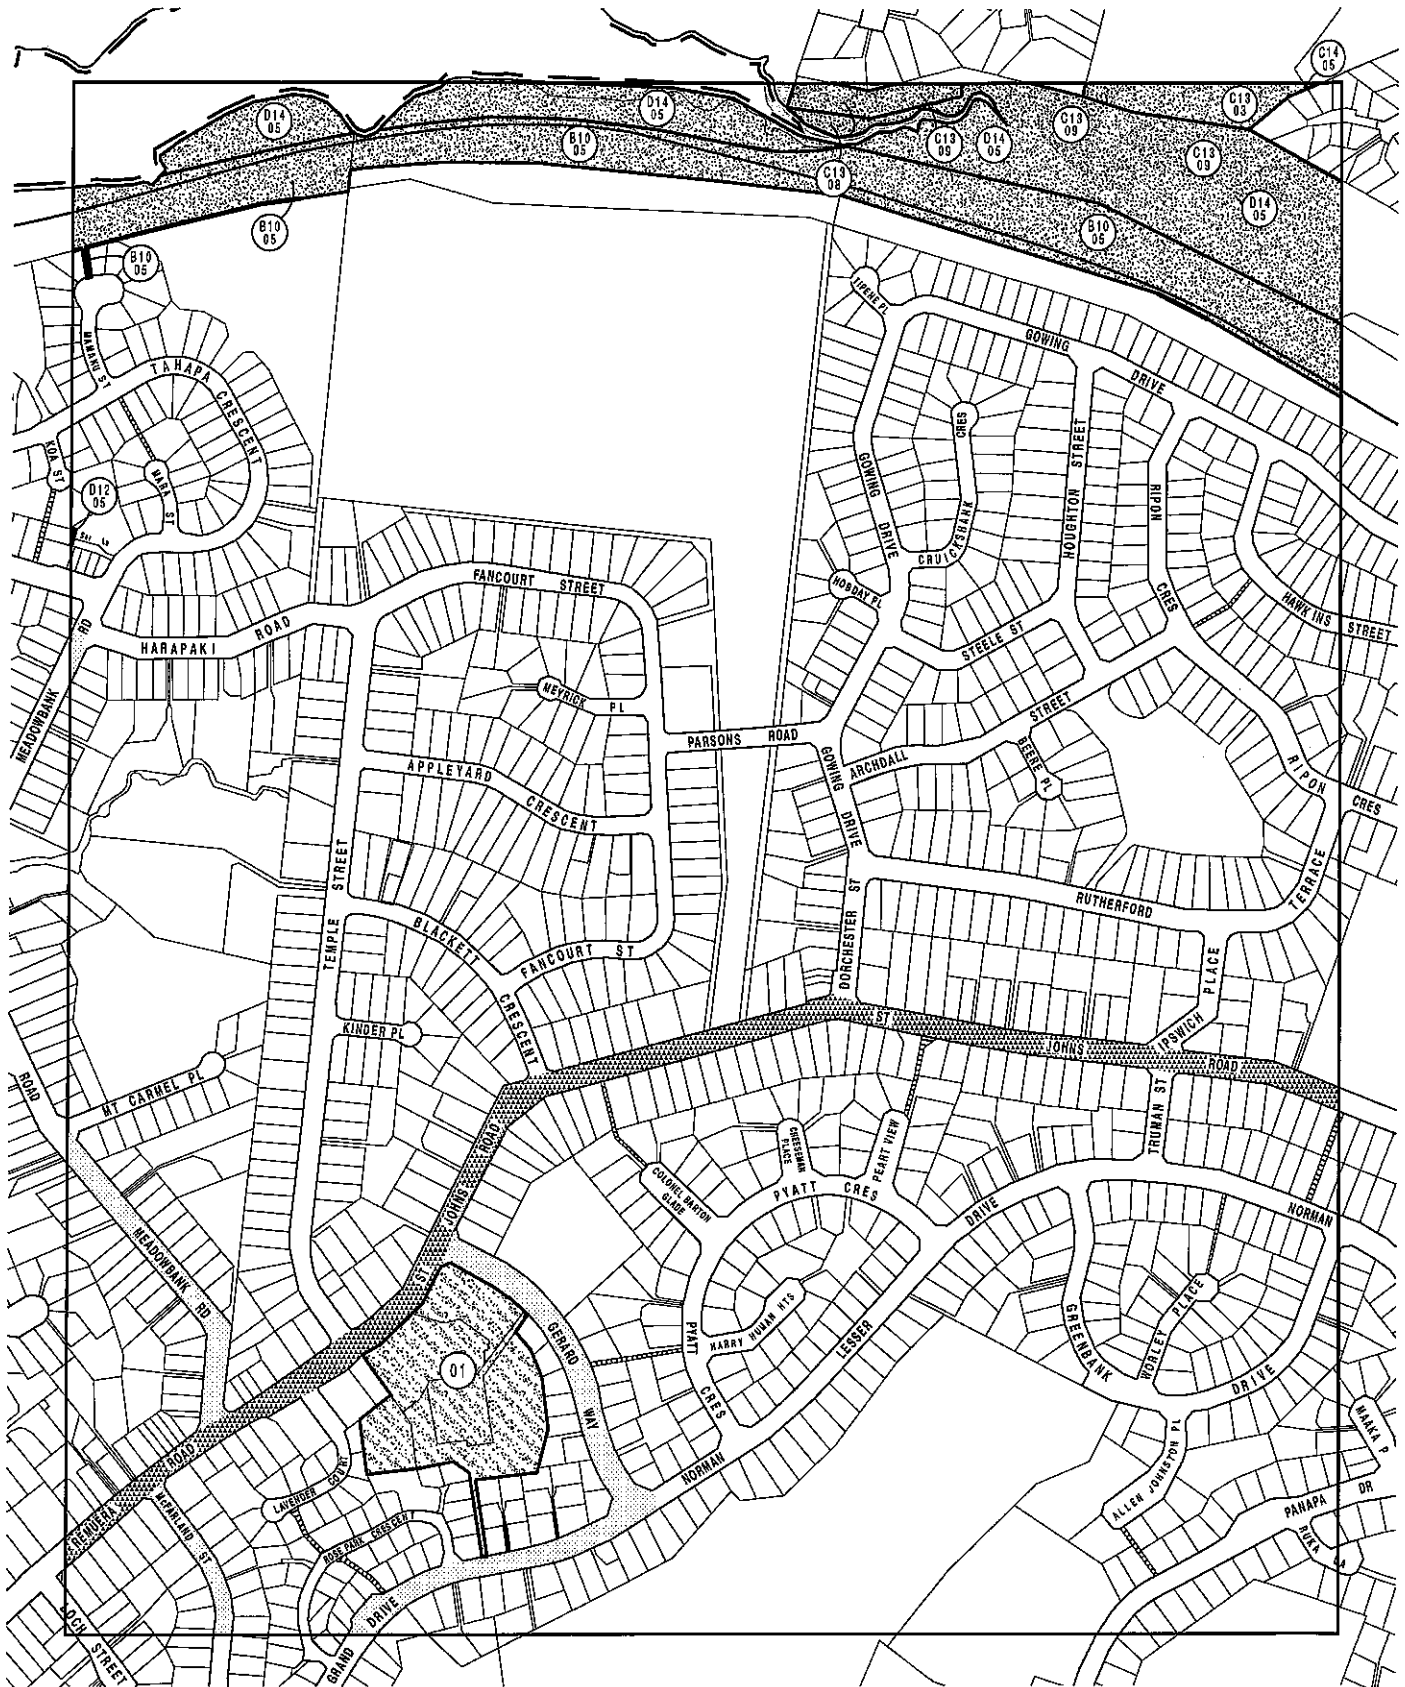 C14
05
D14
05
D14
05
C13
03
C13
09
B10
05
C13
09
D14
05
C13
09
C13
08
D14
05
B10
05
B10
05
B10
05
TIPENE PL
GOWING
DRIVE
MAMAKU ST
TAHAPA
CRESCENT
KOA ST
MARA ST
D12
05
CRES
CRUICKSBANK
GOWING
DRIVE
HOUGHTON STREET
RIPON
CRES
HOBDAY PL
STEELE ST
HAWKINS STREET
FANCOURT STREET
RD
MEADOWBANK
HARAPAKI
ROAD
MEYRICK PL
PARSONS ROAD
GOWING
DRIVE
ARCHDALL
STREET
BEERE PL
RIPON
CRES
APPLEYARD
CRESCENT
TEMPLE STREET
BLACKETT
CRESCENT
FANCOURT ST
DORCHESTER ST
RUTHERFORD
TERRACE
IPSWICH
PLACE
KINDER PL
MT CARMEL PL
ROAD
ST
JOHNS
ROAD
TRUMAN ST
MEADOWBANK
RD
ST JOHNS ROAD
COLONEL BARTON
GLADE
CHEESEMAN
PLACE
PEART VIEW
PYATT CRES
DRIVE
NORMAN
GERARD
WAY
HARRY HUMAN HTS
PYATT
CRES
LESSER
GREENBANK
WORLEY PLACE
DRIVE
01
NORMAN
LAVENDER COURT
ALLEN JOHNSTON PL
MAAKA P
PANAPA DR
RUKA LA
REMUERA ROAD
McFARLAND ST
ROSE PARK CRESCENT
GRAND DRIVE
LOCH STREET